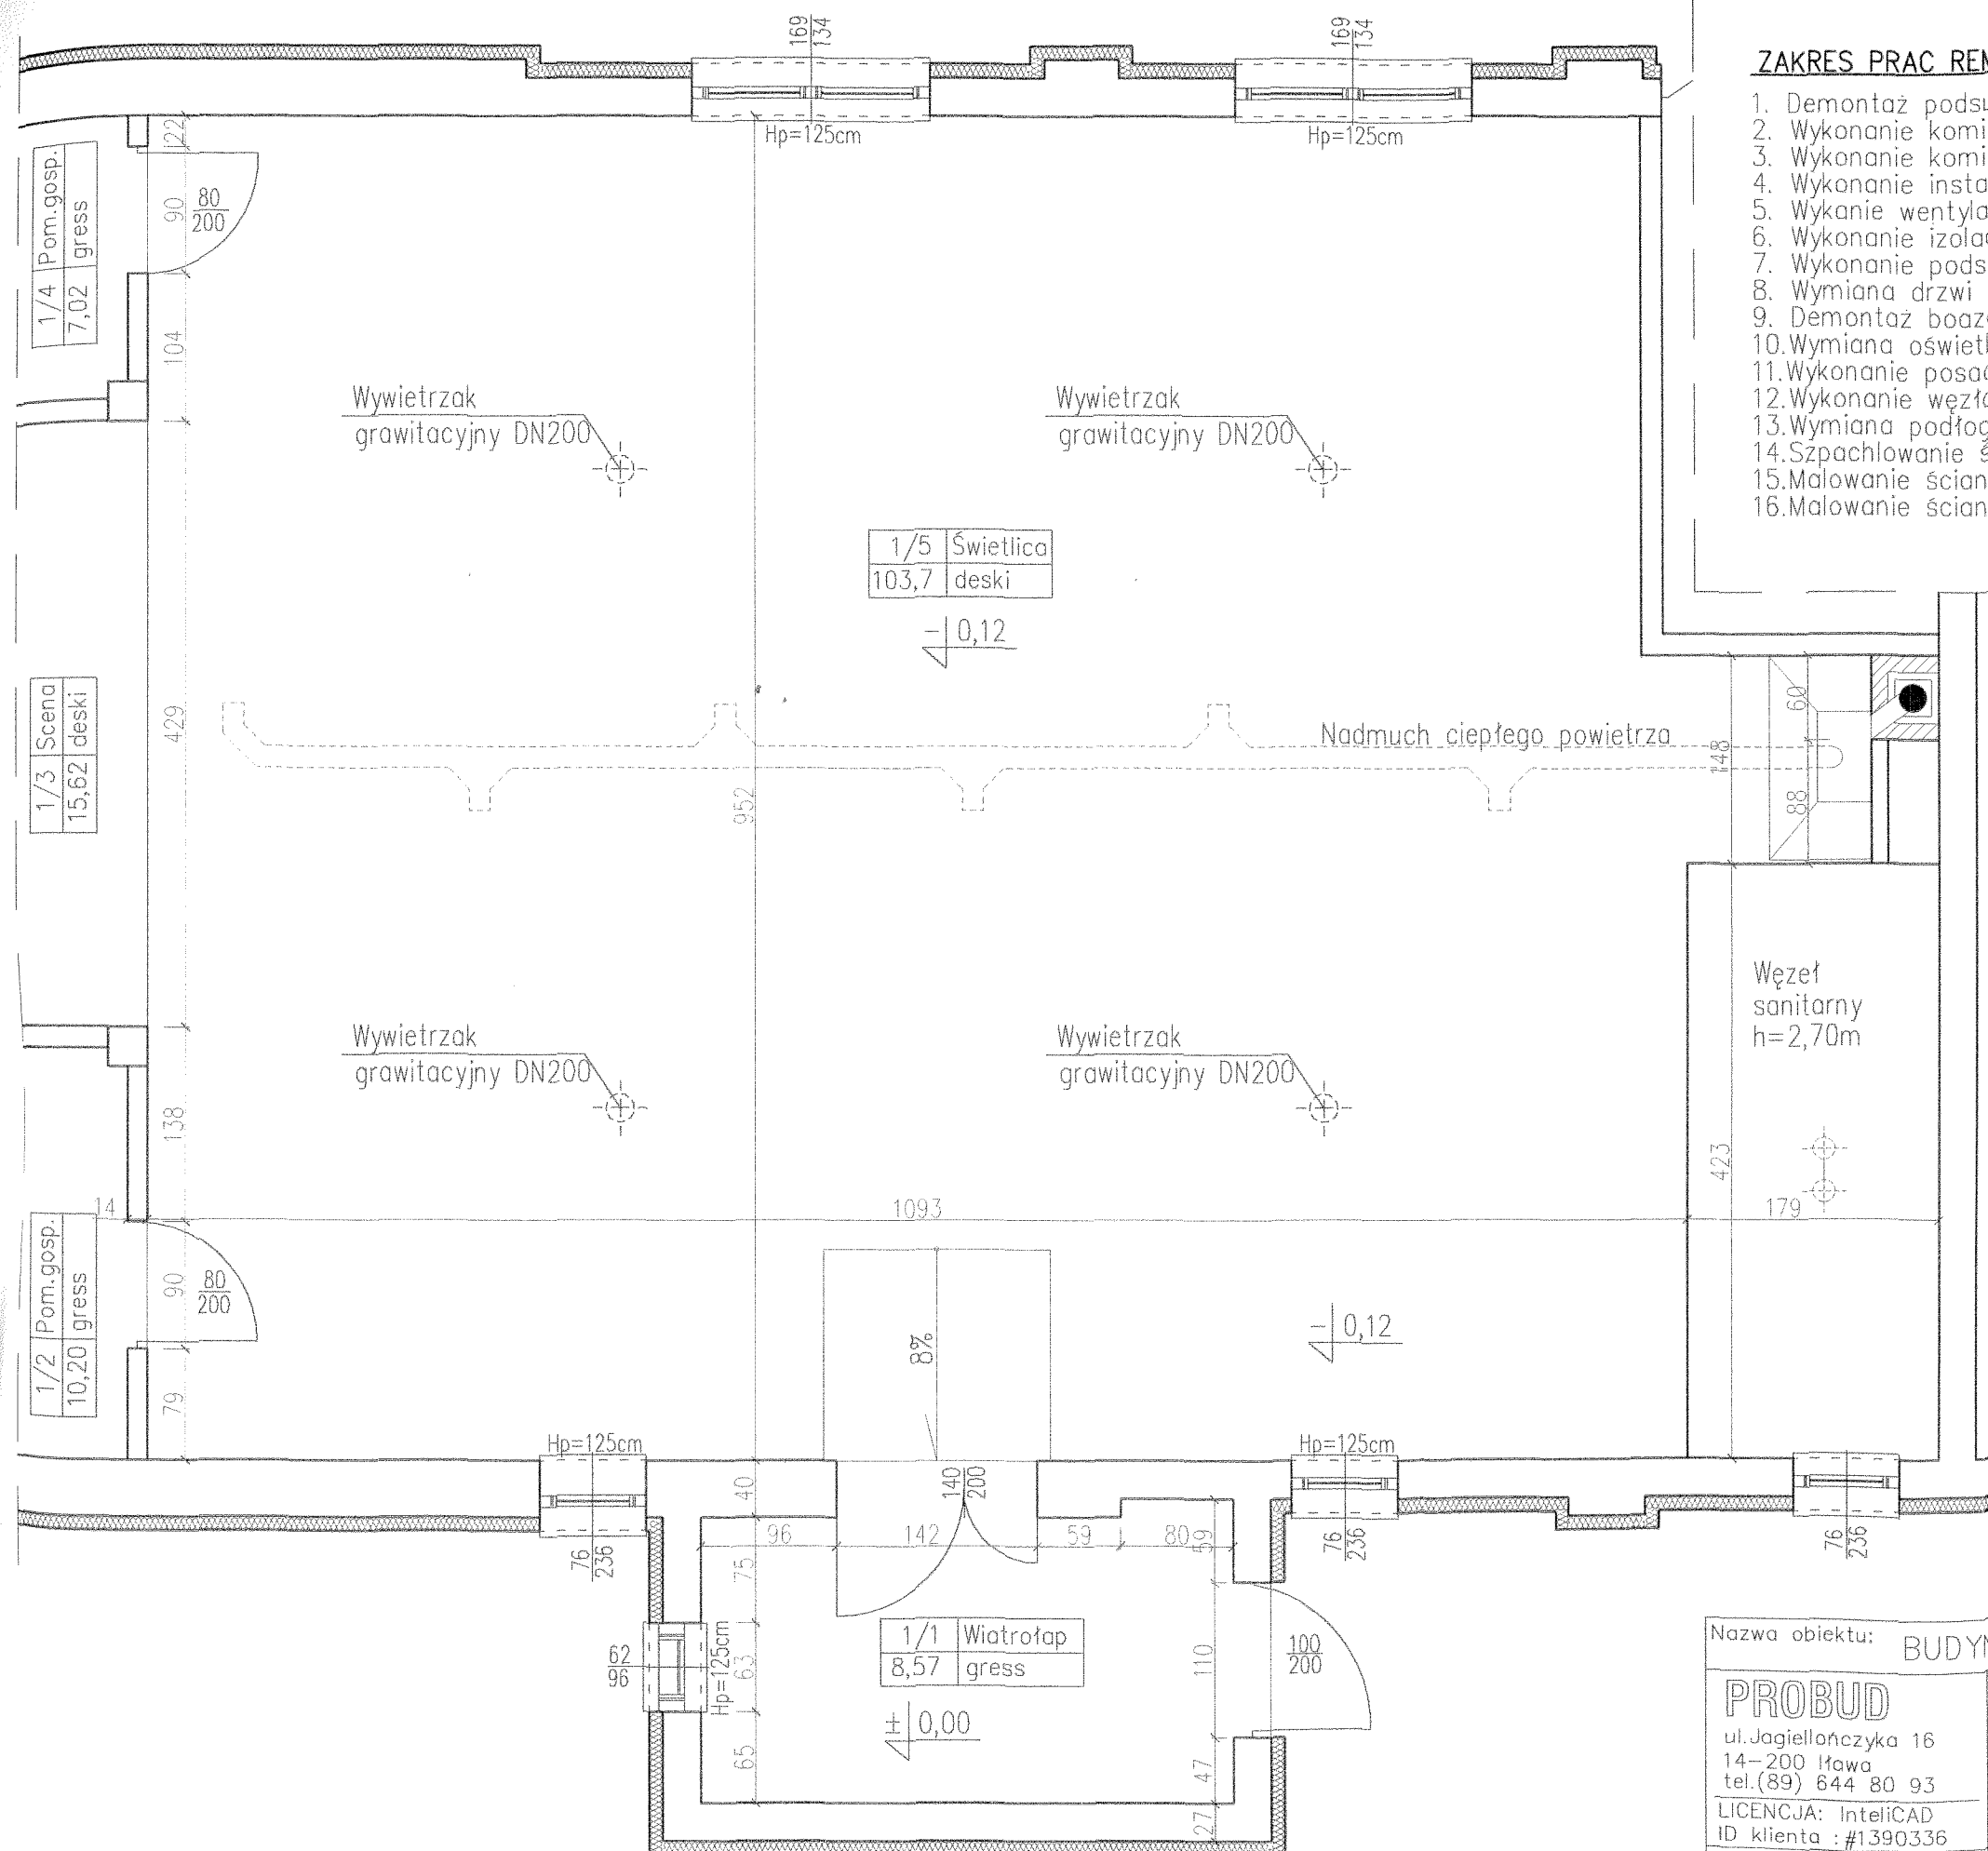 169
134
169
134
Hp=125cm
Hp=125cm
ZAKRES PRAC
1. Demontaż
2. Wykonanie
3. Wykonanie
4. Wykonanie
5. Wykanie
6. Wykonanie
7. Wykonanie
8. Wymiana drzwi
9. Demontaż
10.Wymiana
11.Wykonanie
12.Wykonanie
13.Wymiana
14.Szpachlowanie
15.Malowanie ścian
16.Malowanie ścian
22
90
80
200
104
429
138
90
80
200
79
14
1/4 Pom.gosp.
7,02 gress
1/3 Scena
15,62 deski
1/2 Pom.gosp.
10,20 gress
Wywietrzak
grawitacyjny DN200
Wywietrzak
grawitacyjny DN200
1/5 Świetlica
103,7 deski
- 0,12
Nadmuch ciepłego powietrza
952
60
148
88
Wywietrzak
grawitacyjny DN200
Wywietrzak
grawitacyjny DN200
Węzeł
sanitarny
h=2,70m
423
1093
179
8%
- 0,12
Hp=125cm
Hp=125cm
76
236
76
236
76
236
40
140
200
96
142
59
80
59
75
63
65
62
96
Hp=125cm
1/1 Wiatrołap
8,57 gress
± 0,00
110
100
200
47
27
Nazwa obiektu:
PROBUD
ul.Jagiellończyka 16
14-200 Iława
tel.(89) 644 80 93
LICENCJA: InteliCAD
ID klienta : #1390336